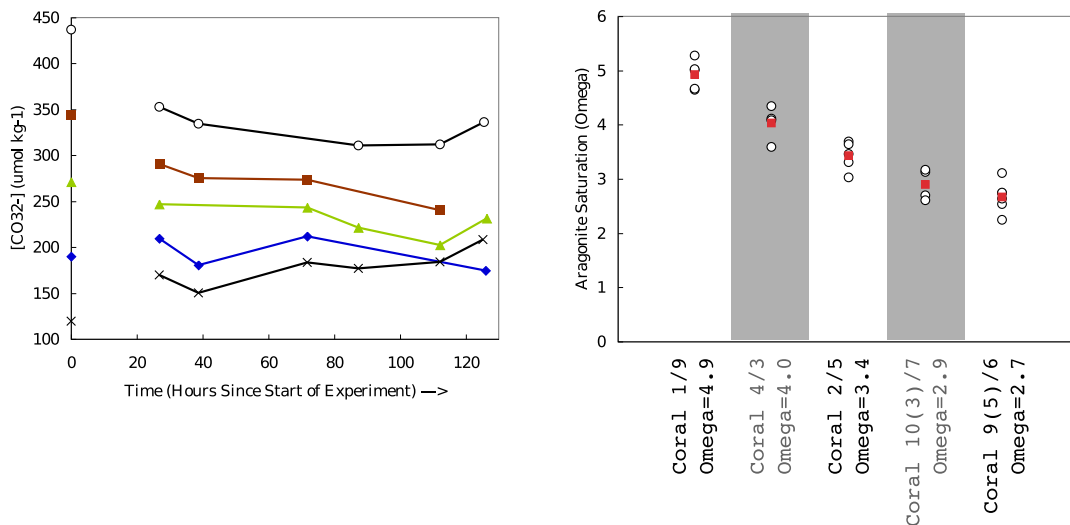 450
400
350
300
250
200
150
100
[CO32-] (umol kg-1)
0 20 40 60 80 100 120
Time (Hours Since Start of Experiment) —>
6
5
4
3
2
1
0
Aragonite Saturation (Omega)
Coral 1/9
Omega=4.9
Coral 4/3
Omega=4.0
Coral 2/5
Omega=3.4
Coral 10(3)/7
Omega=2.9
Coral 9(5)/6
Omega=2.7